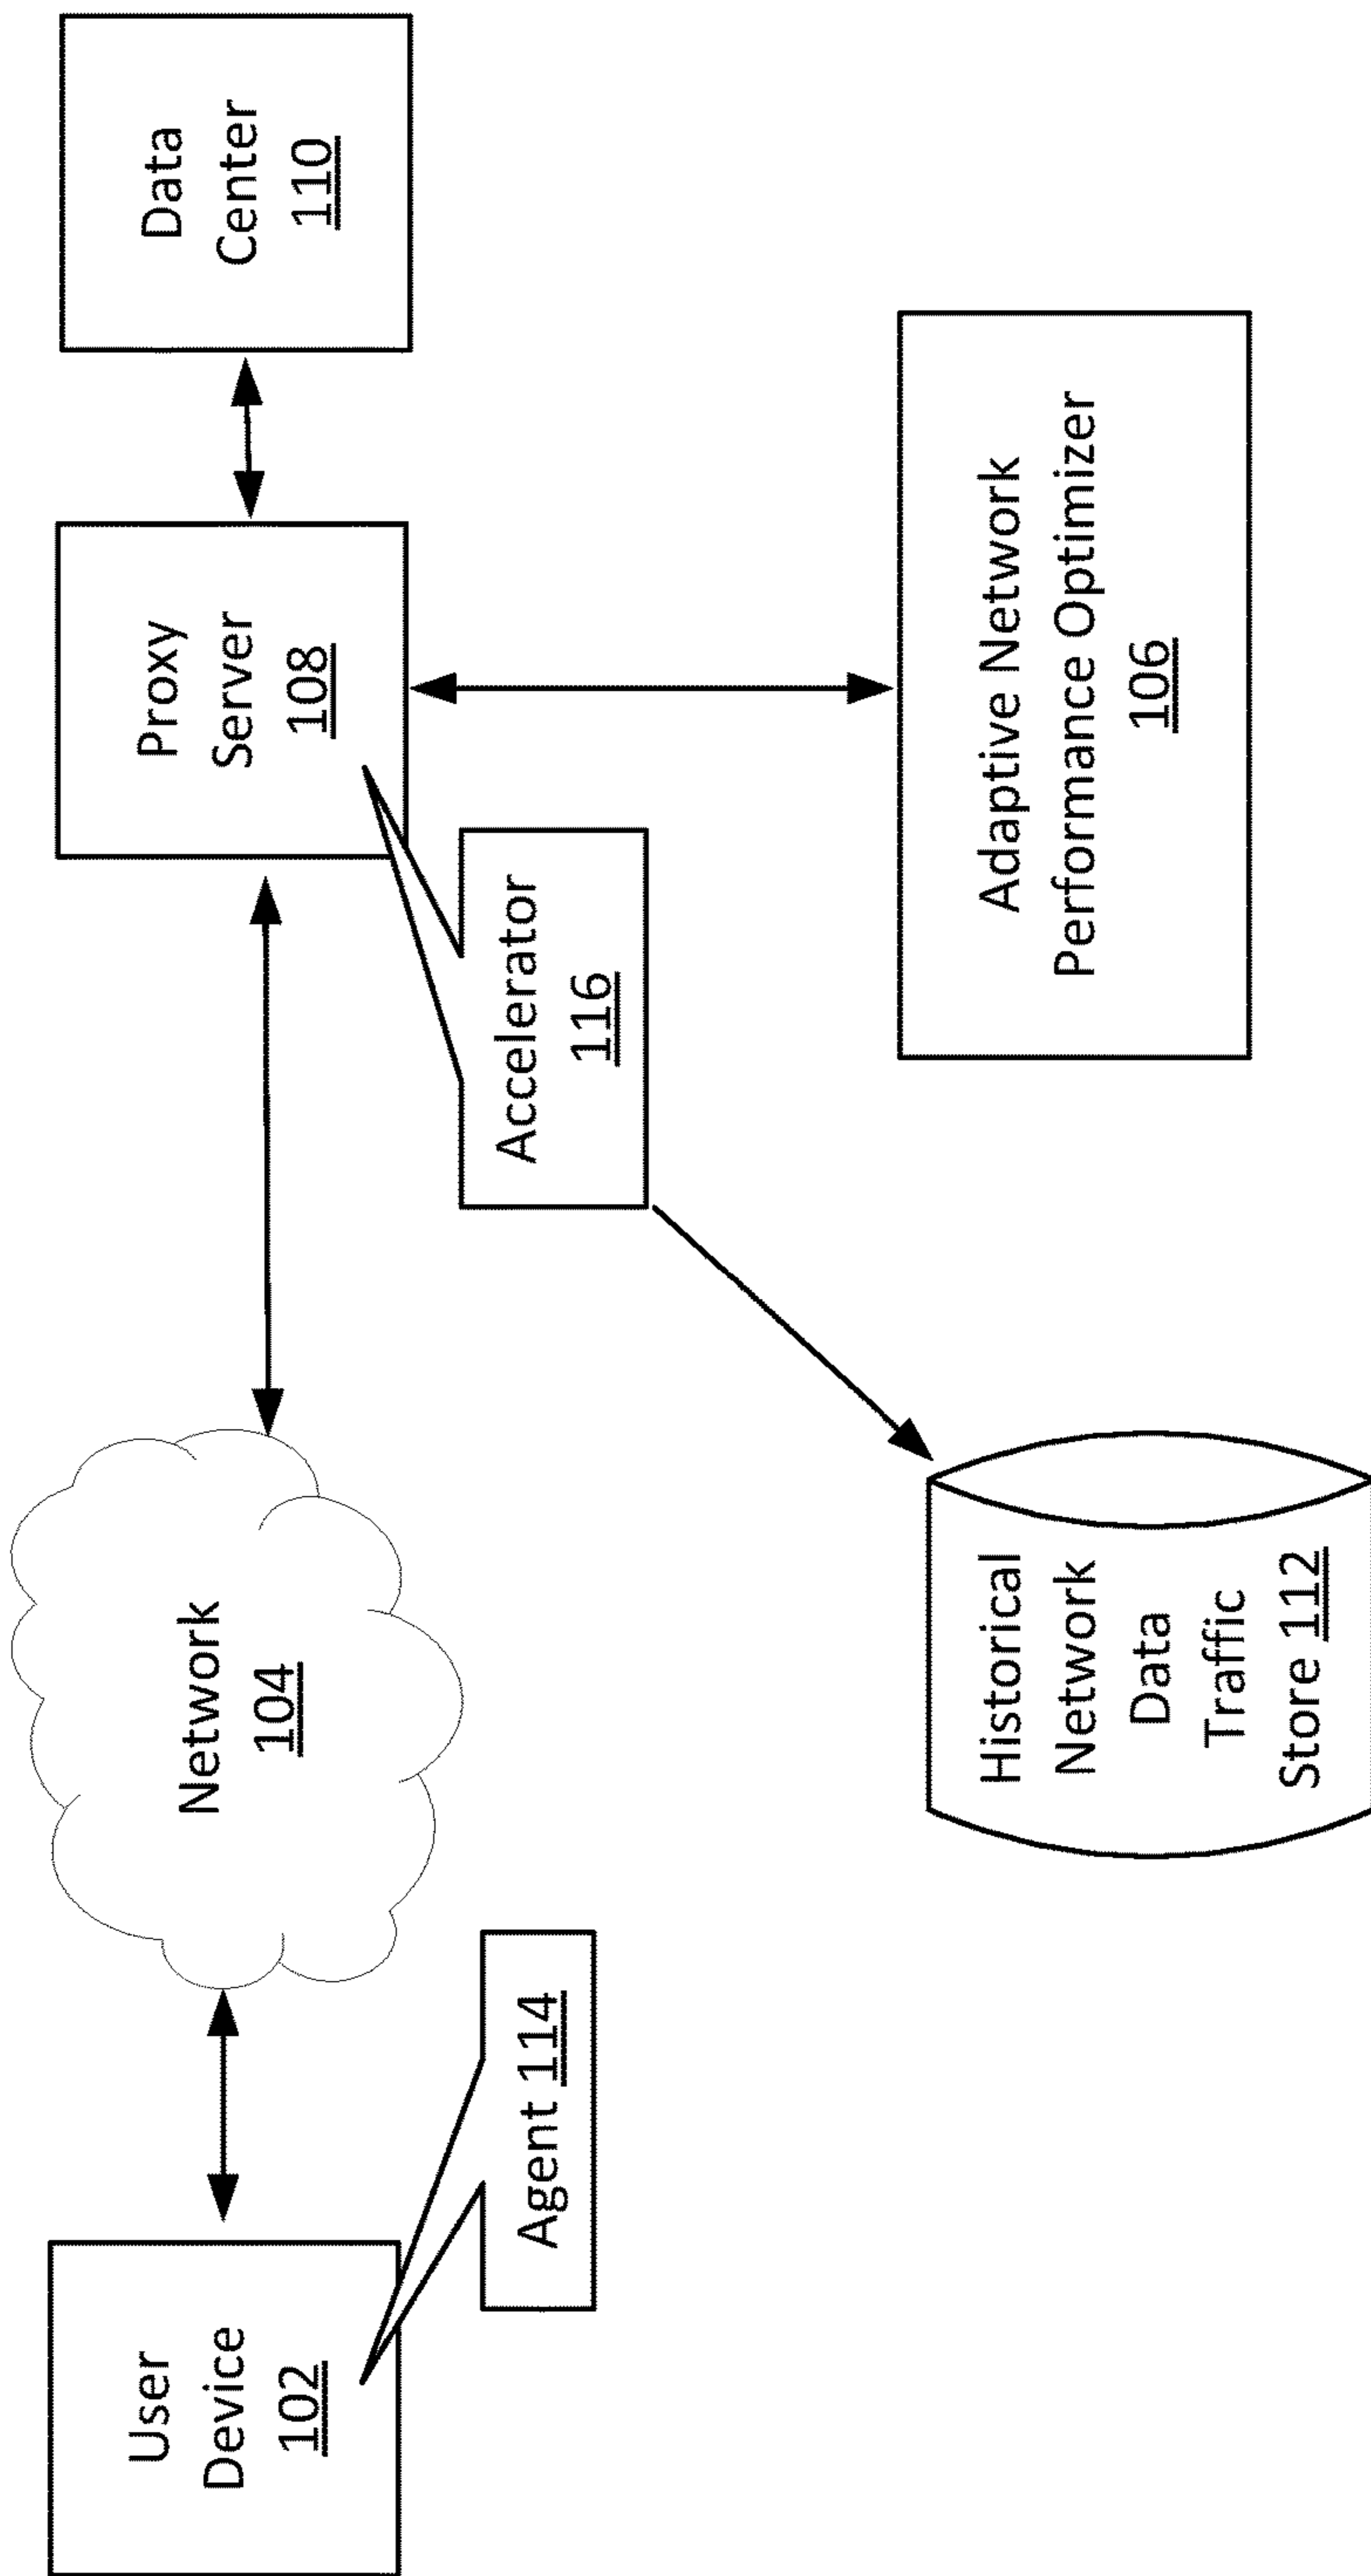 User
Device
102
Agent 114
Network
104
Proxy
Server
108
Accelerator
116
Data
Center
110
Historical
Network
Data
Traffic
Store 112
Adaptive Network
Performance Optimizer
106